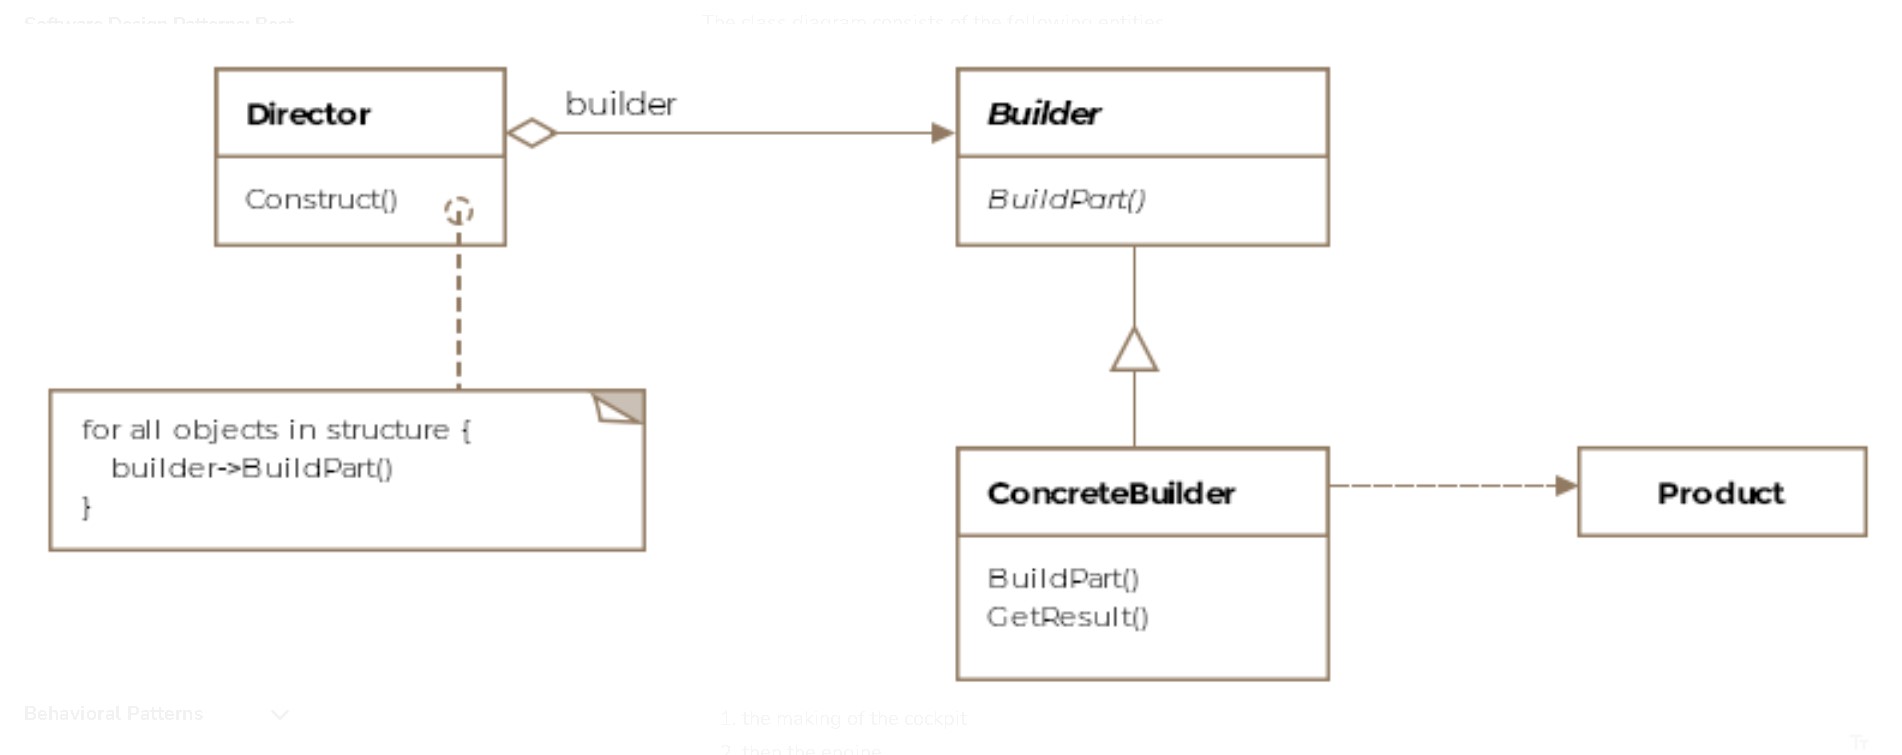 Software Design Patterns: Best
The class diagram consists of the following entities
Director
builder
Builder
Construct()
BuildPart()
for all objects in structure {
builder->BuildPart()
}
ConcreteBuilder
Product
BuildPart()
GetResult()
Behavioral Patterns
1. the making of the cockpit
2. then the engine
Tr